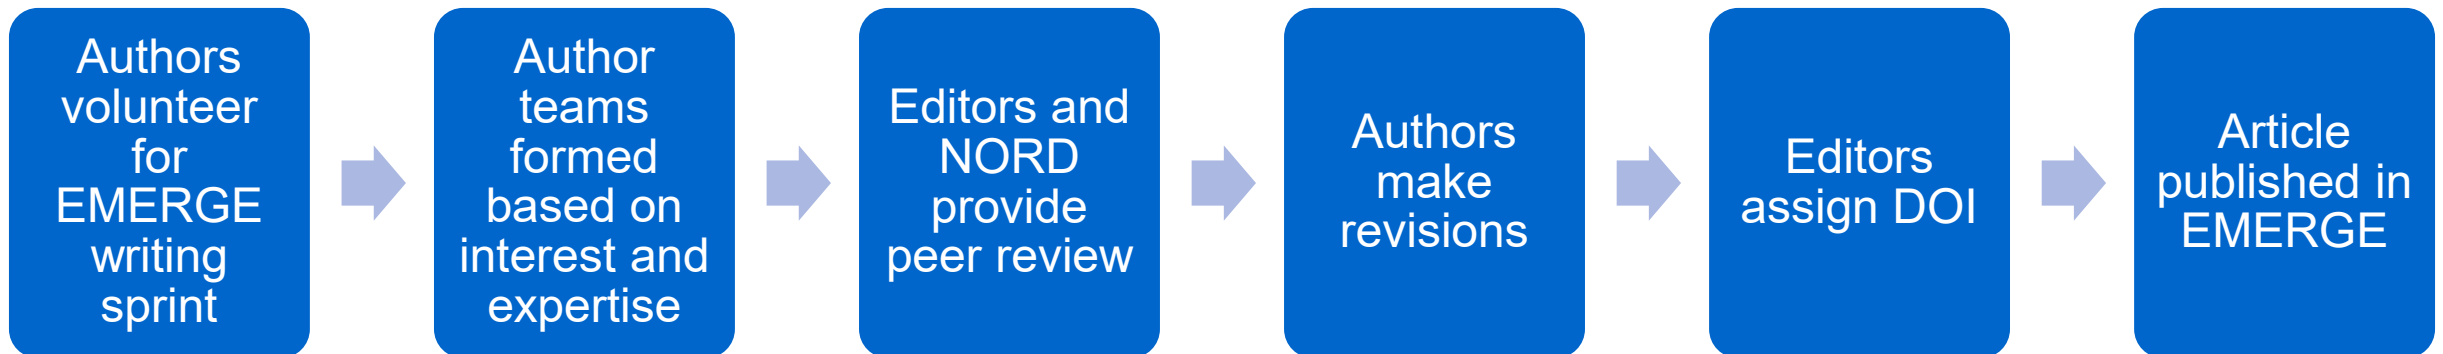 Authors
volunteer
for
EMERGE
writing
sprint
Author
teams
formed
based on
interest and
expertise
Editors and
NORD
provide
peer review
Authors
make
revisions
Editors
assign DOI
Article
published in
EMERGE